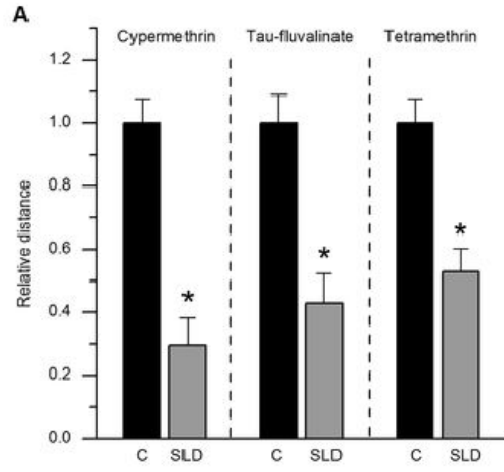 A
Cypermethrin
Tau-fluvalinate
Tetramethrin
Relative distance
1.2
1.0
0.8
0.6
0.4
0.2
0.0
*
*
*
C SLD C SLD C SLD